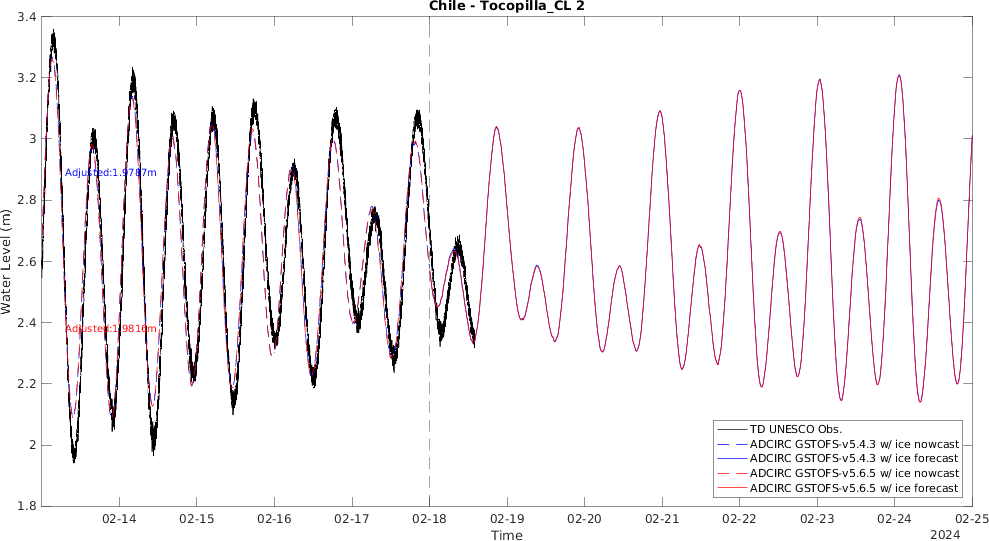 Chile - Tocopilla_CL 2
3.4
3.2
3
2.8
2.6
2.4
2.2
2
1.8
Water Level (m)
Adjusted:1.9787m
Adjusted:1.9816m
TD UNESCO Obs.
ADCIRC GSTOFS-v5.4.3 w/ ice nowcast
ADCIRC GSTOFS-v5.4.3 w/ ice forecast
ADCIRC GSTOFS-v5.6.5 w/ ice nowcast
ADCIRC GSTOFS-v5.6.5 w/ ice forecast
02-14 02-15 02-16 02-17 02-18 02-19 02-20 02-21 02-22 02-23 02-24 02-25
Time
2024